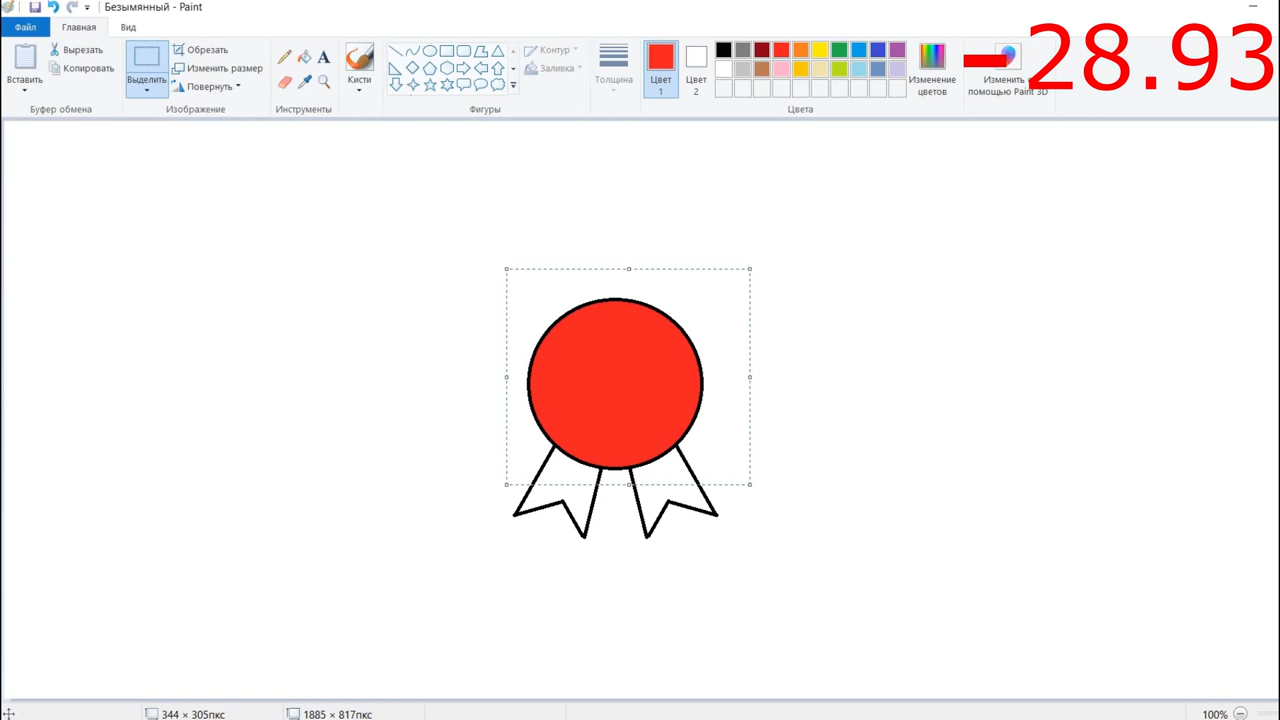 Безымянный - Paint
Файл
Главная
Вид
Вставить
Вырезать
Копировать
Буфер обмена
Выделить
Обрезать
Изменить размер
Повернуть
Изображение
A
Инструменты
Кисти
Контур
Заливка
Фигуры
Толщина
Цвет
1
Цвет
2
Изменение
цветов
Цвета
Изменить с
помощью Paint 3D
-28.93
344 × 305пкс
1885 × 817пкс
100%